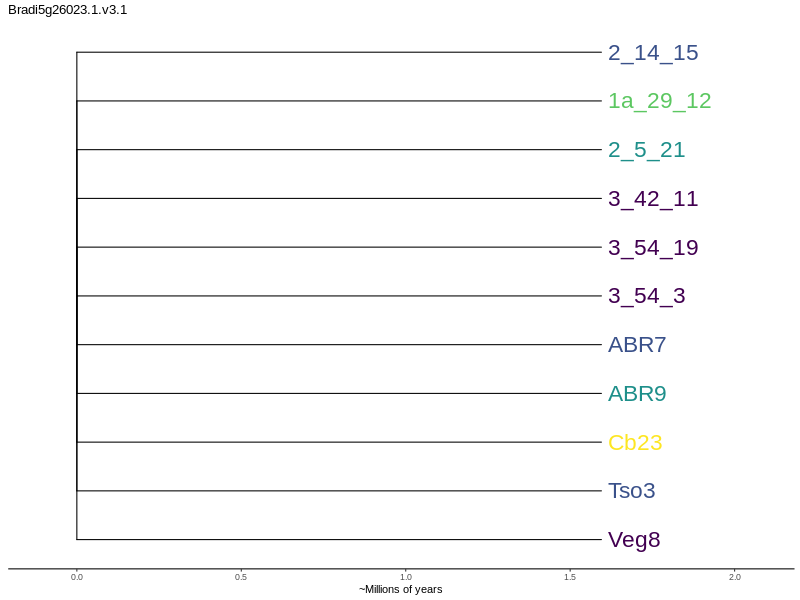 Bradi5g26023.1.v3.1
2_14_15
1a_29_12
2_5_21
3_42_11
3_54_19
3_54_3
ABR7
ABR9
Cb23
Tso3
Veg8
0.0 0.5 1.0 1.5 2.0
~Millions of years